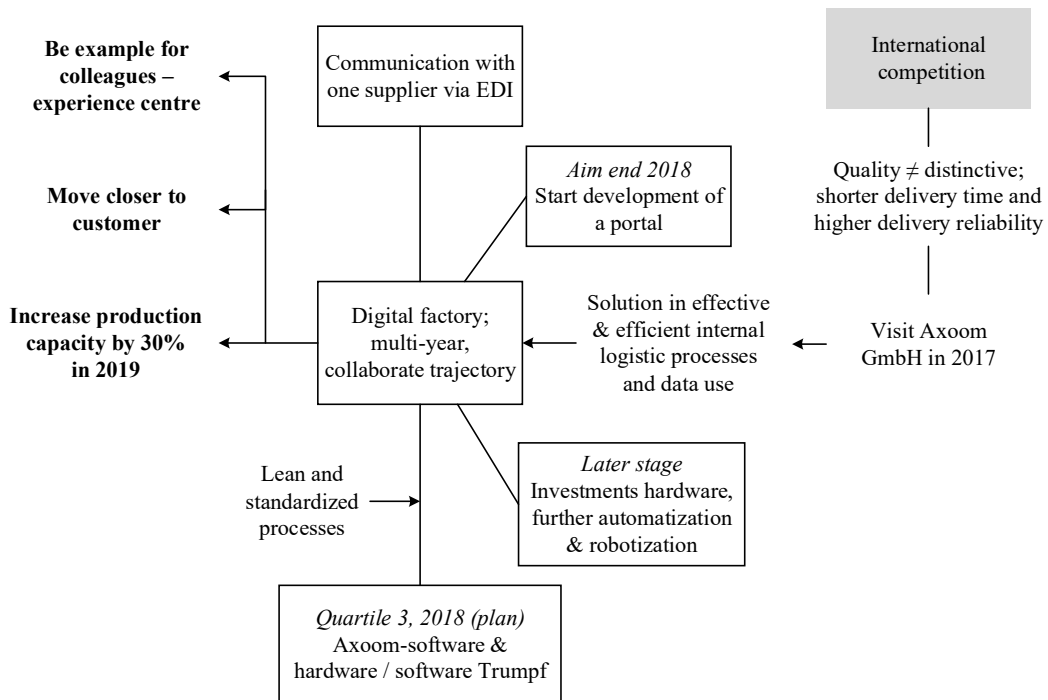 Be example for
colleagues –
experience centre
Communication with
one supplier via EDI
International
competition
Aim end 2018
Start development of
a portal
Quality ≠ distinctive;
shorter delivery time and
higher delivery reliability
Move closer to
customer
Increase production
capacity by 30%
in 2019
Digital factory;
multi-year,
collaborate trajectory
Solution in effective
& efficient internal
logistic processes
and data use
Visit Axoom
GmbH in 2017
Lean and
standardized
processes
Later stage
Investments hardware,
further automatization
& robotization
Quartile 3, 2018 (plan)
Axoom-software &
hardware / software Trumpf